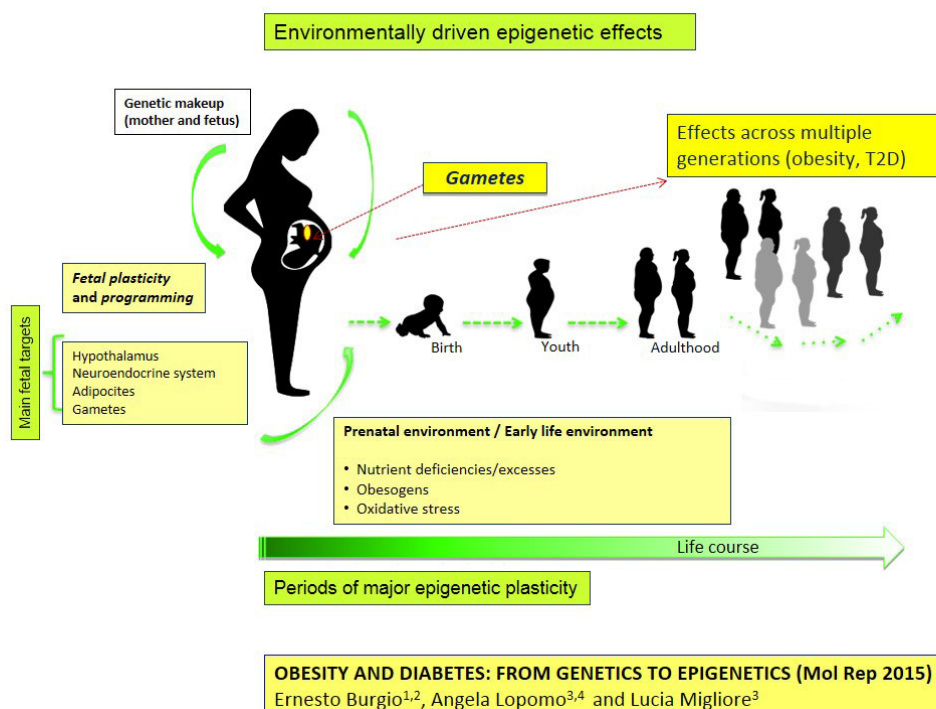 Environmentally driven epigenetic effects
Genetic makeup
(mother and fetus)
Effects across multiple
generations (obesity, T2D)
Gametes
Fetal plasticity
and programming
Main fetal targets
Hypothalamus
Neuroendocrine system
Adipocites
Gametes
Birth
Youth
Adulthood
Prenatal environment / Early life environment
• Nutrient deficiencies/excesses
• Obesogens
• Oxidative stress
Life course
Periods of major epigenetic plasticity
OBESITY AND DIABETES: FROM GENETICS TO EPIGENETICS (Mol Rep 2015)
Ernesto Burgio1,2, Angela Lopomo3,4 and Lucia Migliore3